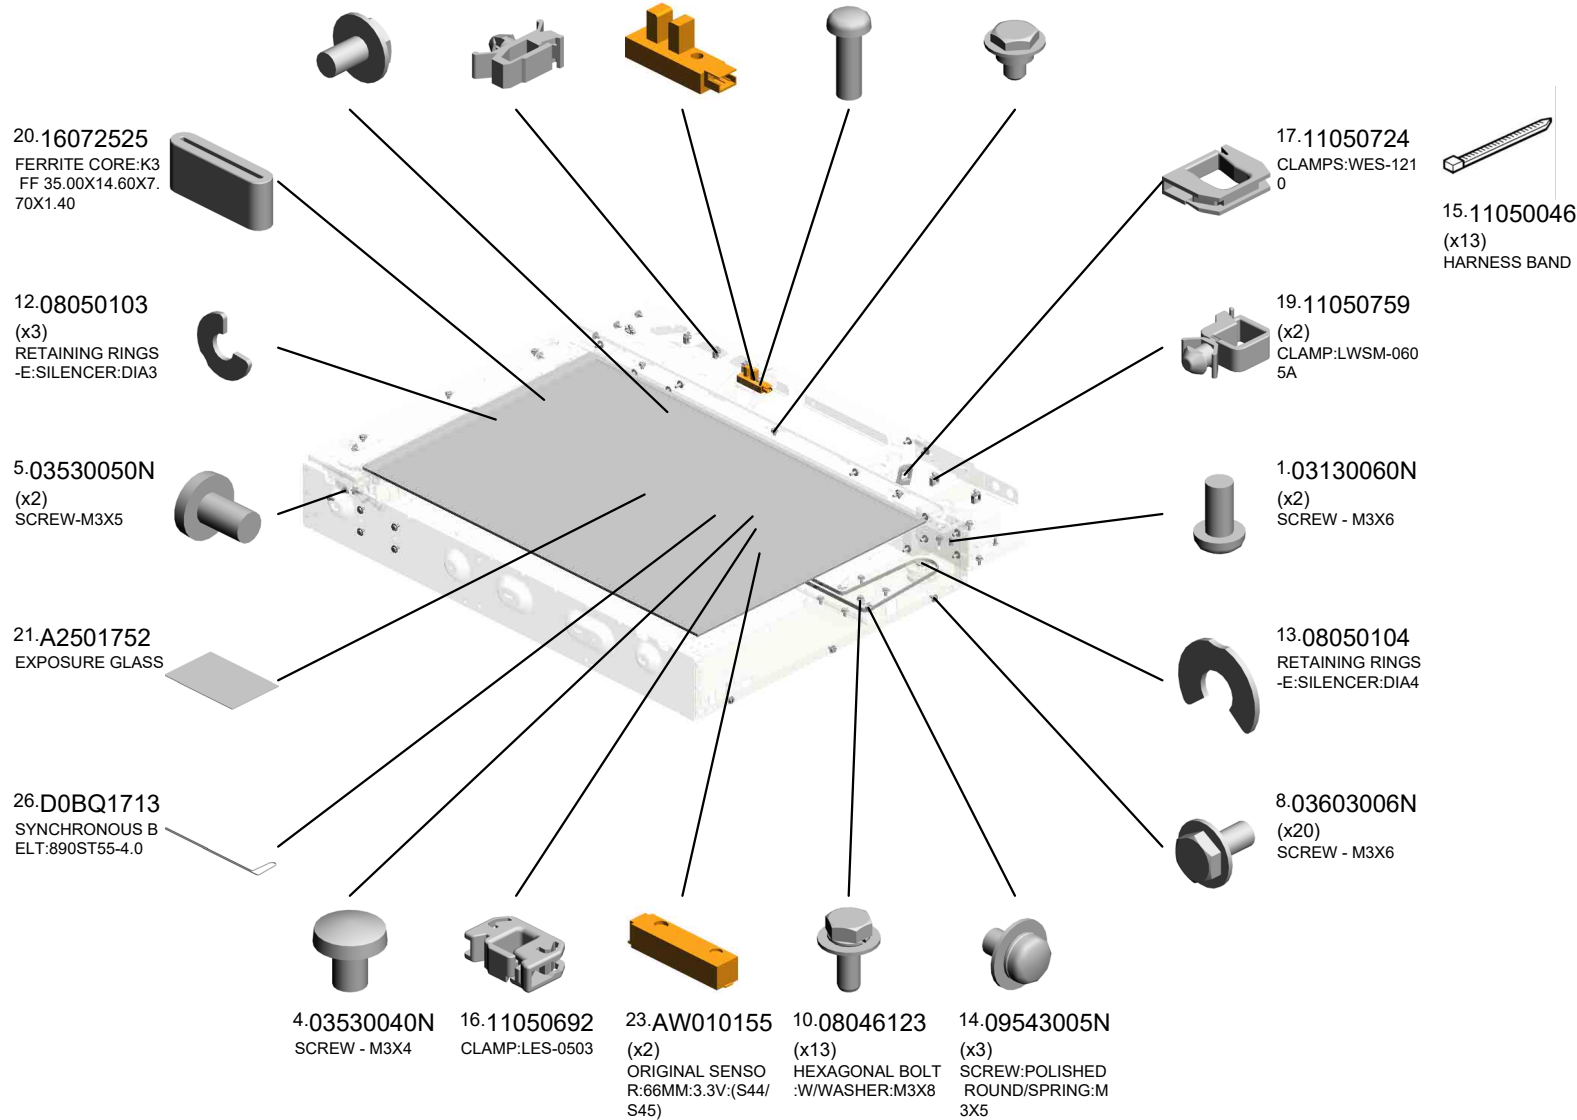 20.16072525
FERRITE CORE:K3
FF 35.00X14.60X7.
70X1.40
17.11050724
CLAMPS:WES-121
0
15.11050046
(x13)
HARNESS BAND
12.08050103
(x3)
RETAINING RINGS
-E:SILENCER:DIA3
19.11050759
(x2)
CLAMP:LWSM-060
5A
5.03530050N
(x2)
SCREW-M3X5
1.03130060N
(x2)
SCREW - M3X6
21.A2501752
EXPOSURE GLASS
13.08050104
RETAINING RINGS
-E:SILENCER:DIA4
26.D0BQ1713
SYNCHRONOUS B
ELT:890ST55-4.0
8.03603006N
(x20)
SCREW - M3X6
4.03530040N
SCREW - M3X4
16.11050692
CLAMP:LES-0503
23.AW010155
(x2)
ORIGINAL SENSO
R:66MM:3.3V:(S44/
S45)
10.08046123
(x13)
HEXAGONAL BOLT
:W/WASHER:M3X8
14.09543005N
(x3)
SCREW:POLISHED
ROUND/SPRING:M
3X5